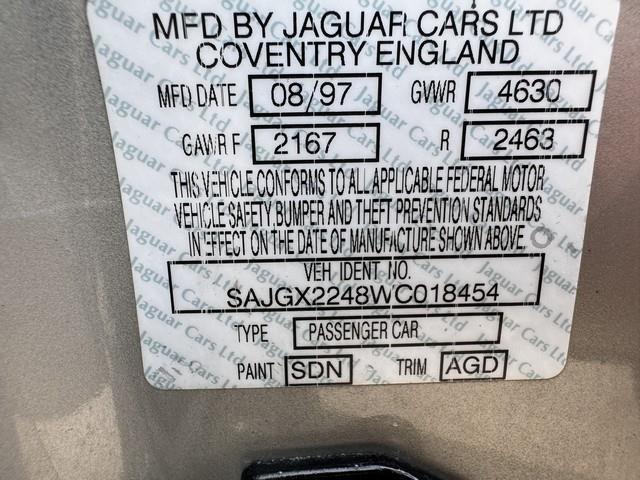 MFD BY JAGUAR CARS LTD
COVENTRY ENGLAND
MFD DATE 08/97 GVWR 4630
GAWR F 2167 R 2463
THIS VEHICLE CONFORMS TO ALL APPLICABLE FEDERAL MOTOR
VEHICLE SAFETY BUMPER AND THEFT PREVENTION STANDARDS
IN EFFECT ON THE DATE OF MANUFACTURE SHOWN ABOVE.
VEH IDENT NO.
SAJGX2248WC018454
TYPE PASSENGER CAR
PAINT SDN TRIM AGD